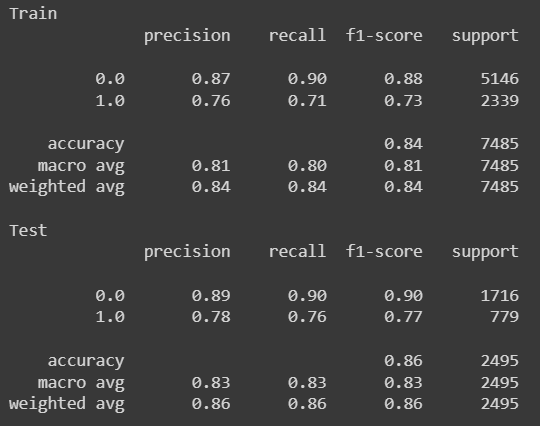 Train
precision recall f1-score support
0.0 0.87 0.90 0.88 5146
1.0 0.76 0.71 0.73 2339
accuracy 0.84 7485
macro avg 0.81 0.80 0.81 7485
weighted avg 0.84 0.84 0.84 7485
Test
precision recall f1-score support
0.0 0.89 0.90 0.90 1716
1.0 0.78 0.76 0.77 779
accuracy 0.86 2495
macro avg 0.83 0.83 0.83 2495
weighted avg 0.86 0.86 0.86 2495